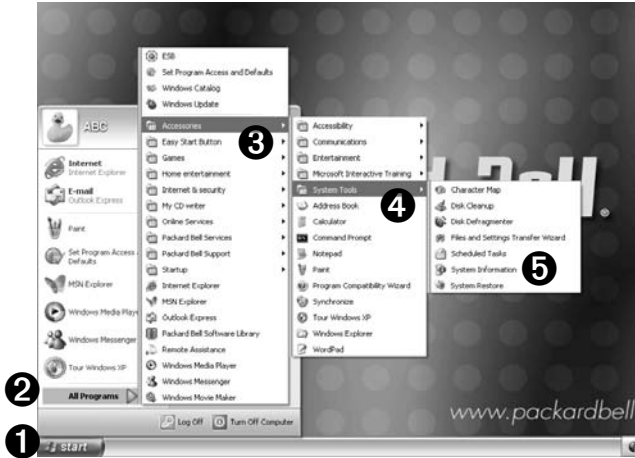 ESB
Set Program Access and Defaults
Windows Catalog
Windows Update
ABC
Internet
Internet Explorer
E-mail
Outlook Express
Paint
Set Program Access
Defaults
MSN Explorer
Windows Media Play
Windows Messenger
Tour Windows XP
All Programs
Accessories
Easy Start Button
Games
Home entertainment
Internet & security
My CD writer
Online Services
Packard Bell Services
Packard Bell Support
Startup
Internet Explorer
MSN Explorer
Outlook Express
Packard Bell Software Library
Remote Assistance
Windows Media Player
Windows Messenger
Windows Movie Maker
Accessibility
Communications
Entertainment
Microsoft Interactive Training
System Tools
Address Book
Calculator
Command Prompt
Notepad
Paint
Program Compatibility Wizard
Synchronize
Tour Windows XP
Windows Explorer
WordPad
Character Map
Disk Cleanup
Disk Defragmenter
Files and Settings Transfer Wizard
Scheduled Tasks
System Information
System Restore
3
4
5
2
1
Log Off
Turn Off Computer
start
www.packardbell